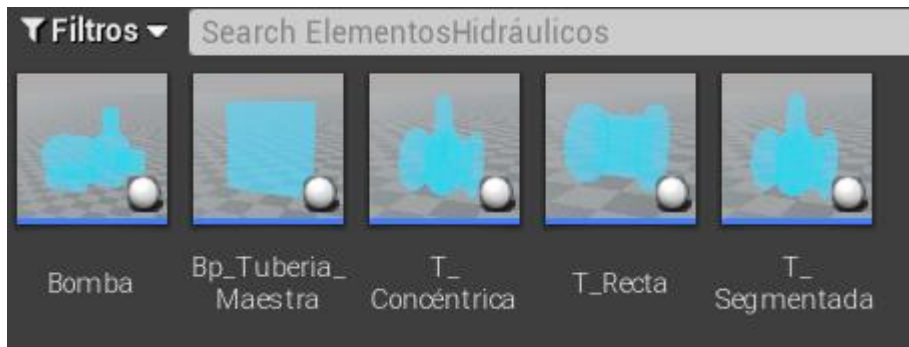 Filtros
Search ElementosHidráulicos
Bomba
Bp_Tuberia_
Maestra
T_
Concéntrica
T_Recta
T_
Segmentada